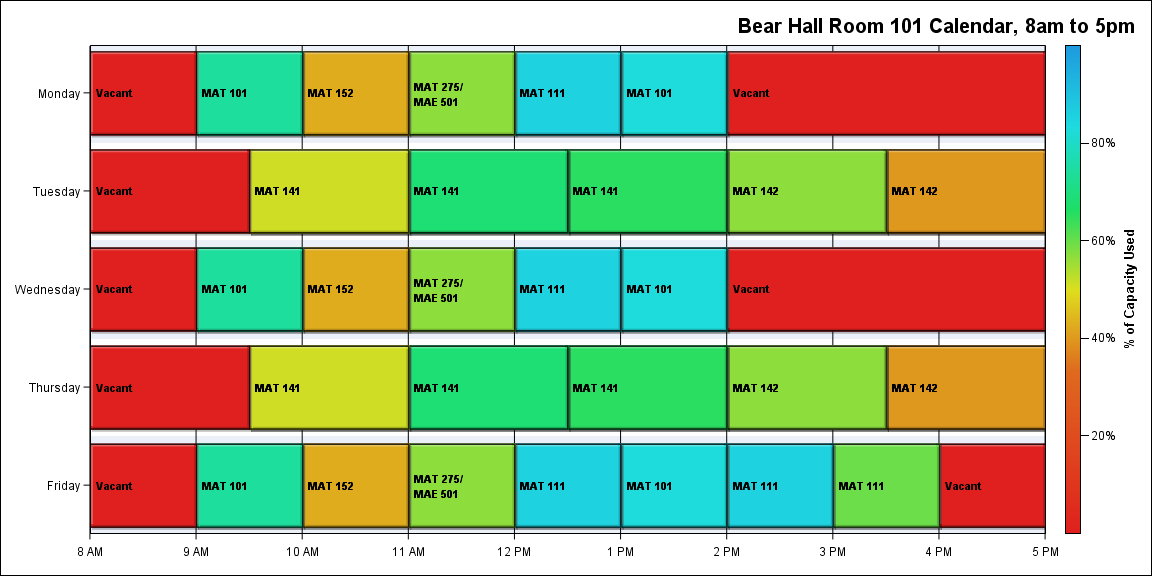 Bear Hall Room 101 Calendar, 8am to 5pm
Monday
Vacant
MAT 101
MAT 152
MAT 275/
MAE 501
MAT 111
MAT 101
Vacant
Tuesday
Vacant
MAT 141
MAT 141
MAT 141
MAT 142
MAT 142
Wednesday
Vacant
MAT 101
MAT 152
MAT 275/
MAE 501
MAT 111
MAT 101
Vacant
Thursday
Vacant
MAT 141
MAT 141
MAT 141
MAT 142
MAT 142
Friday
Vacant
MAT 101
MAT 152
MAT 275/
MAE 501
MAT 111
MAT 101
MAT 111
MAT 111
Vacant
8 AM
9 AM
10 AM
11 AM
12 PM
1 PM
2 PM
3 PM
4 PM
5 PM
80%
60%
40%
20%
% of Capacity Used